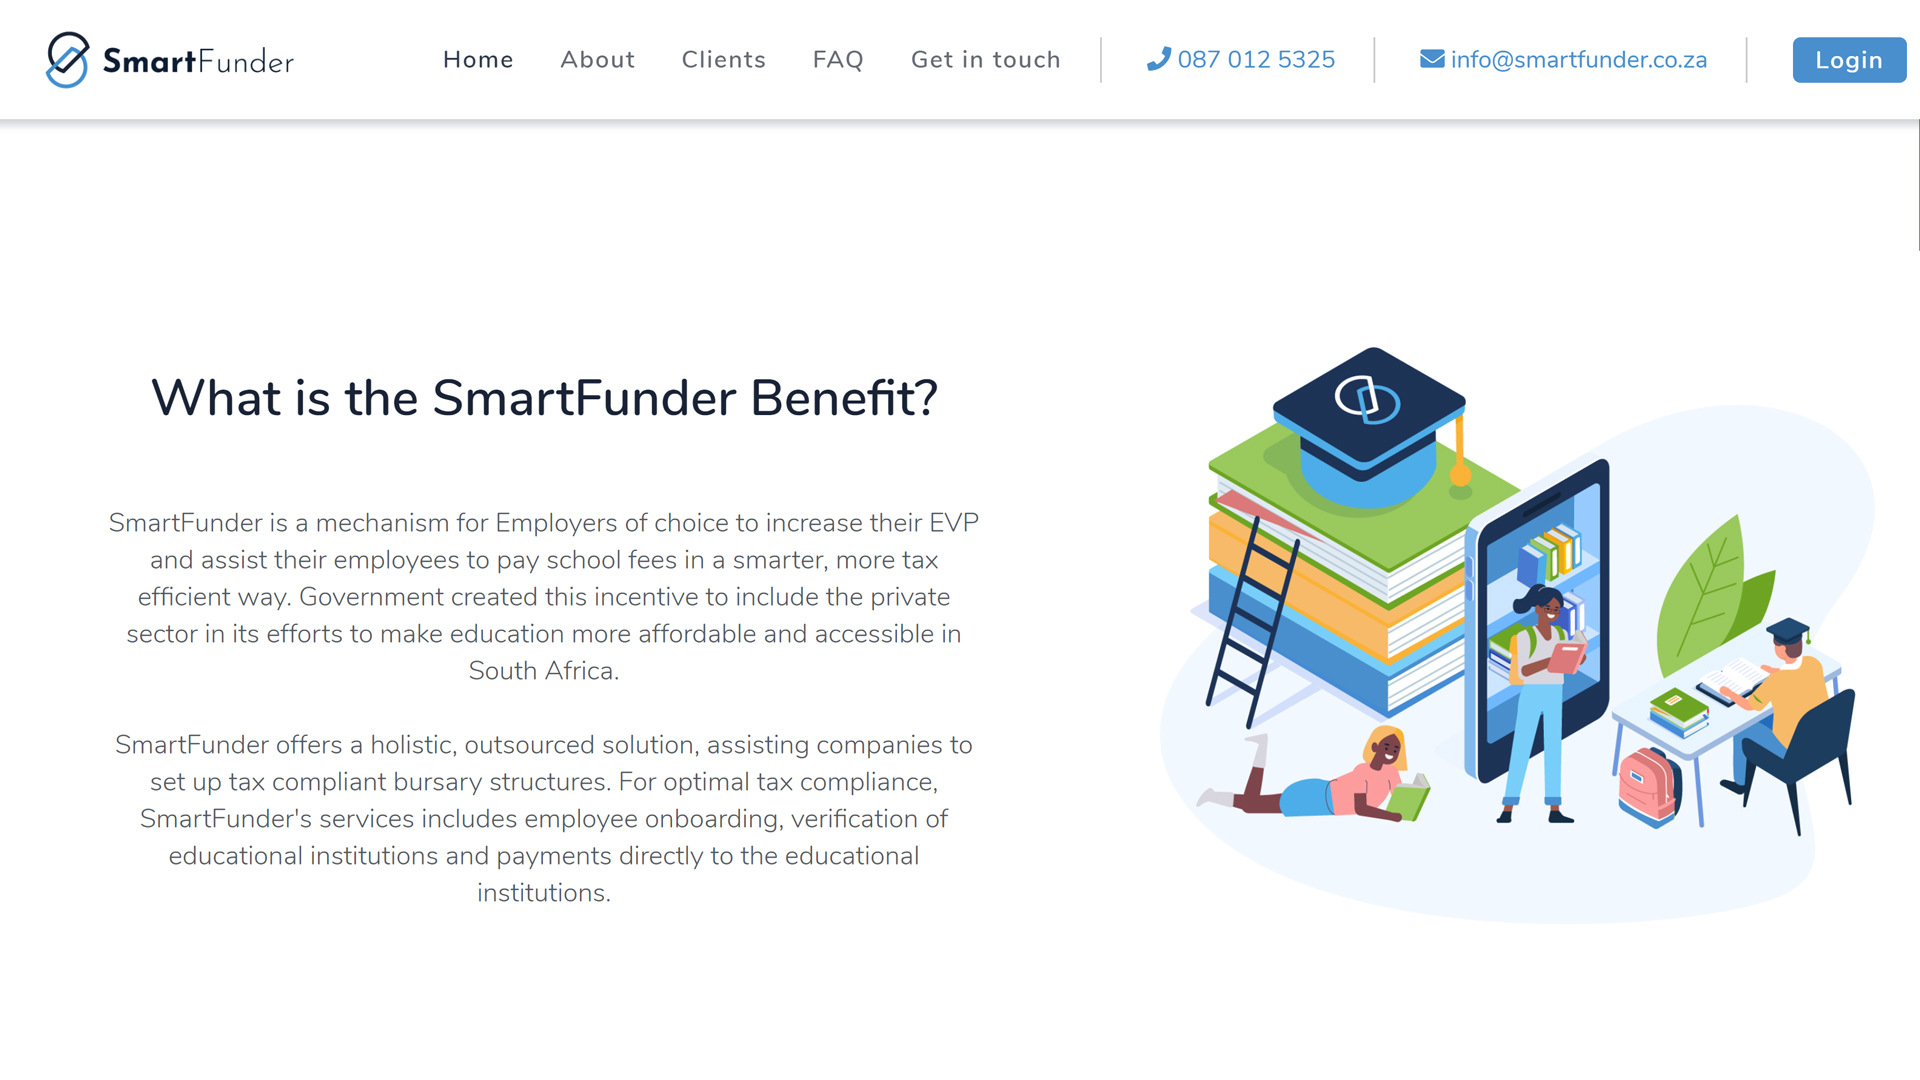 SmartFunder
Home
About
Clients
FAQ
Get in touch
087 012 5325
info@smartfunder.co.za
Login
What is the SmartFunder Benefit?
SmartFunder is a mechanism for Employers of choice to increase their EVP
and assist their employees to pay school fees in a smarter, more tax
efficient way. Government created this incentive to include the private
sector in its efforts to make education more affordable and accessible in
South Africa.
SmartFunder offers a holistic, outsourced solution, assisting companies to
set up tax compliant bursary structures. For optimal tax compliance,
SmartFunder's services includes employee onboarding, verification of
educational institutions and payments directly to the educational
institutions.